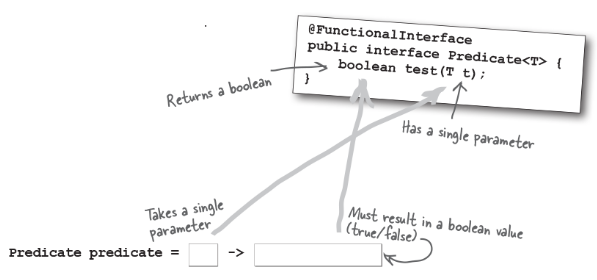 @FunctionalInterface
public interface Predicate<T> {
boolean test(T t);
}
Returns a boolean
Has a single parameter
Takes a single
parameter
Must result in a boolean value
(true/false)
Predicate predicate = ->